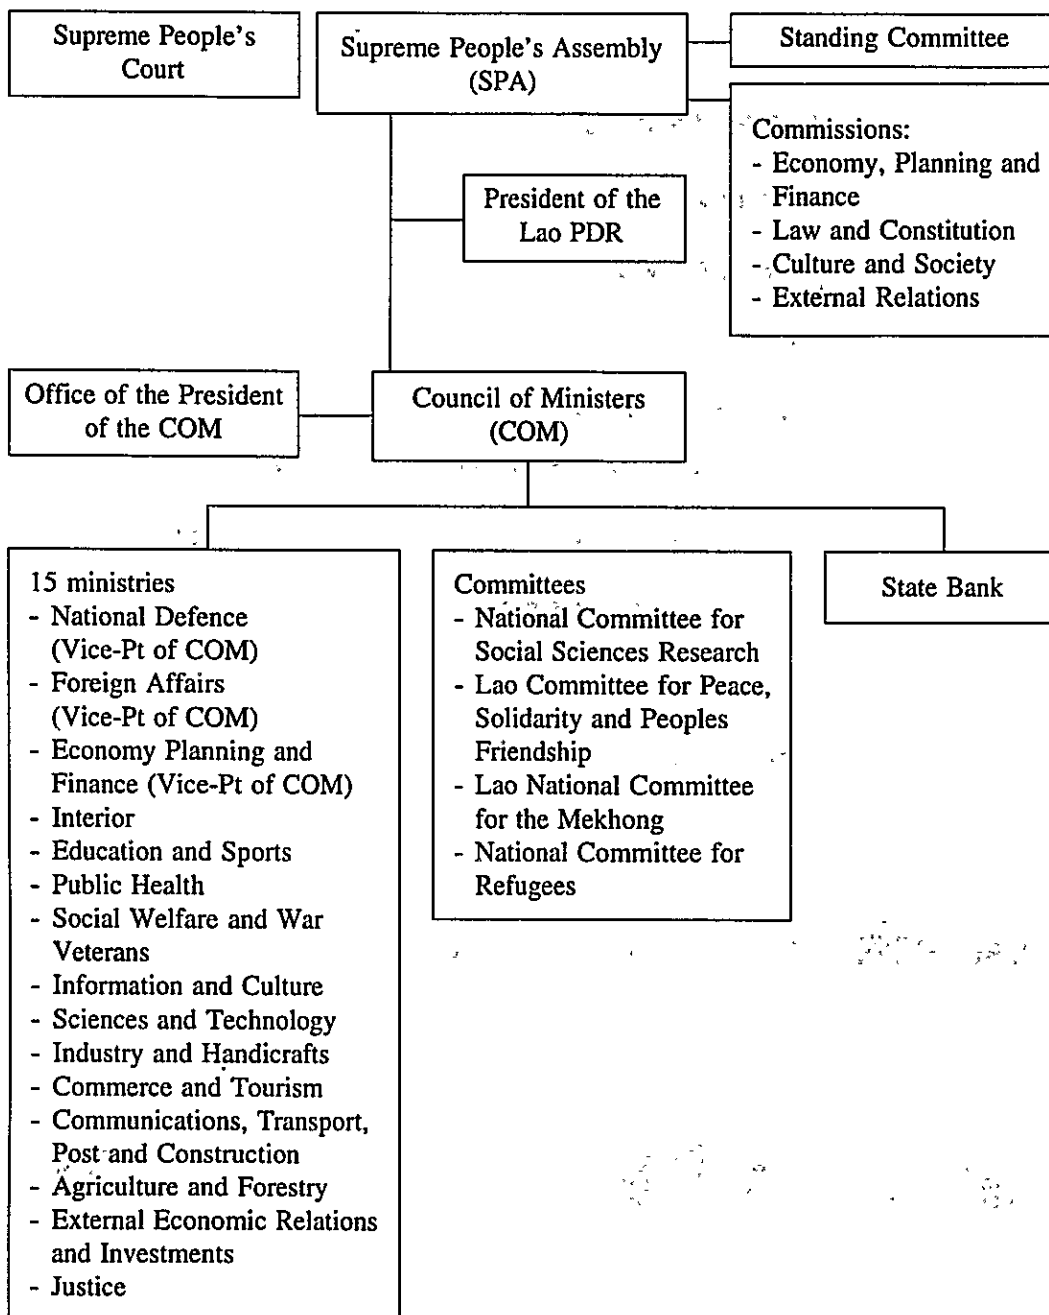 Supreme People's
Court
Supreme People's Assembly
(SPA)
Standing Committee
Commissions:
- Economy, Planning and
Finance
- Law and Constitution
- Culture and Society
- External Relations
President of the
Lao PDR
Office of the President
of the COM
Council of Ministers
(COM)
15 ministries
- National Defence
(Vice-Pt of COM)
- Foreign Affairs
(Vice-Pt of COM)
- Economy Planning and
Finance (Vice-Pt of COM)
- Interior
- Education and Sports
- Public Health
- Social Welfare and War
Veterans
- Information and Culture
- Sciences and Technology
- Industry and Handicrafts
- Commerce and Tourism
- Communications, Transport,
Post and Construction
- Agriculture and Forestry
- External Economic Relations
and Investments
- Justice
Committees
- National Committee for
Social Sciences Research
- Lao Committee for Peace,
Solidarity and Peoples
Friendship
- Lao National Committee
for the Mekhong
- National Committee for
Refugees
State Bank